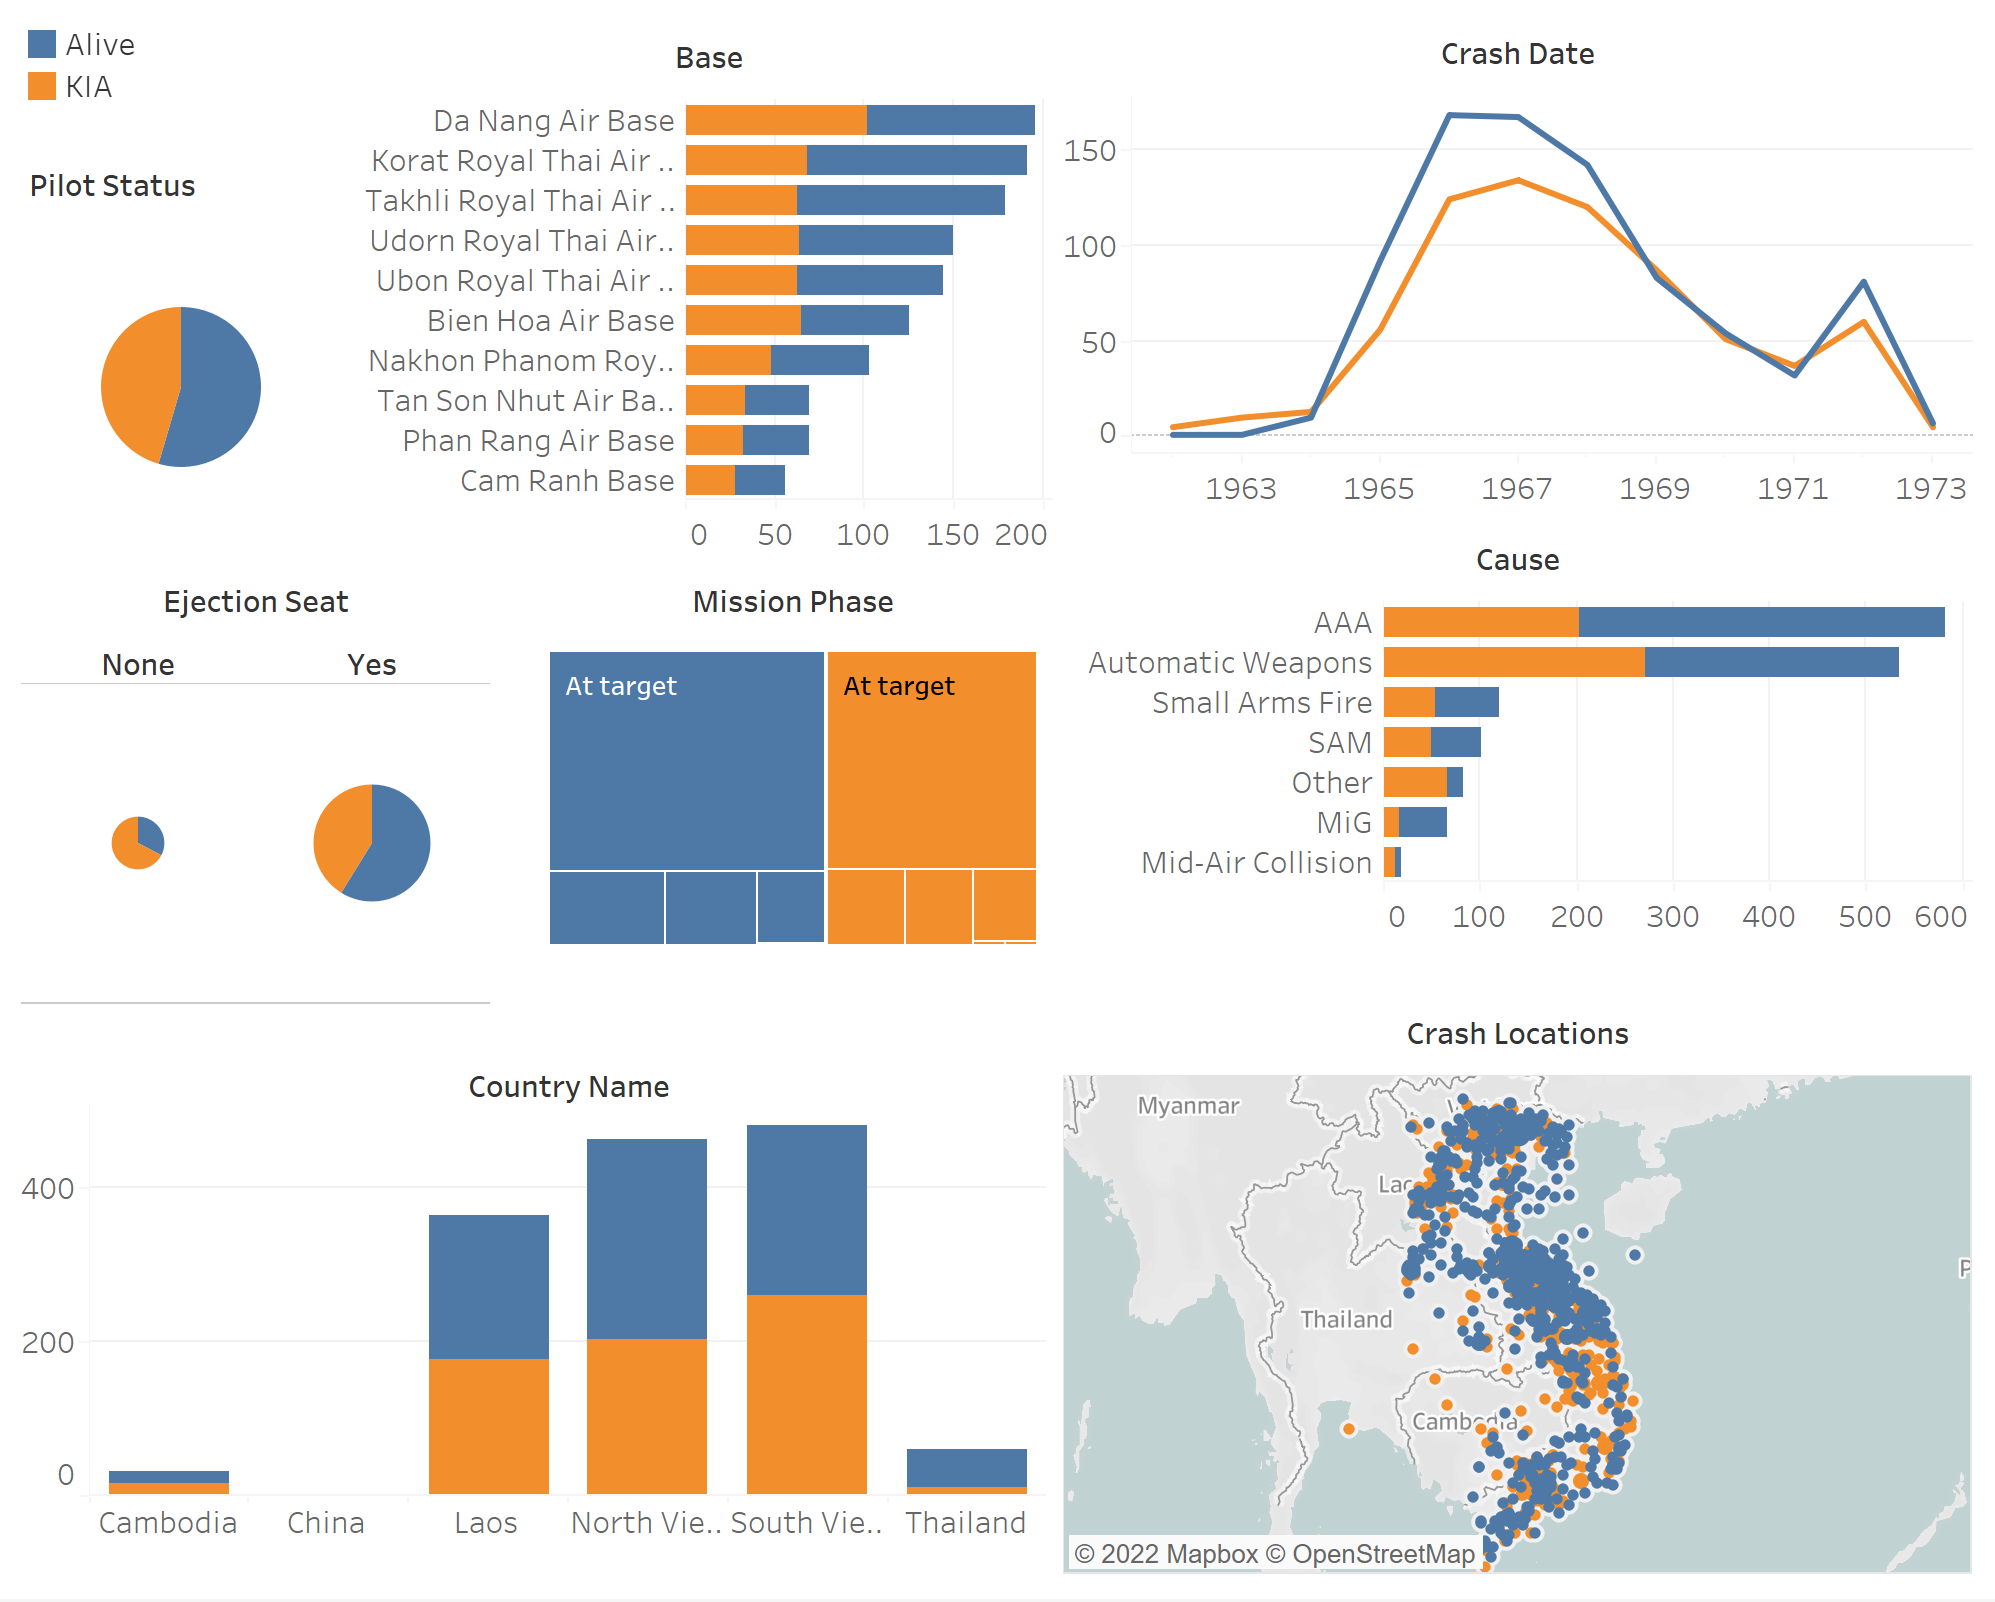 Alive
KIA
Pilot Status
Base
Da Nang Air Base
Korat Royal Thai Air ..
Takhli Royal Thai Air ..
Udorn Royal Thai Air..
Ubon Royal Thai Air ..
Bien Hoa Air Base
Nakhon Phanom Roy..
Tan Son Nhut Air Ba..
Phan Rang Air Base
Cam Ranh Base
0 50 100 150 200
Crash Date
150
100
50
0
1963 1965 1967 1969 1971 1973
Ejection Seat
None Yes
Mission Phase
At target At target
Cause
AAA
Automatic Weapons
Small Arms Fire
SAM
Other
MiG
Mid-Air Collision
0 100 200 300 400 500 600
Country Name
400
200
0
Cambodia China Laos North Vie.. South Vie.. Thailand
Crash Locations
Myanmar
Thailand
Cambodia
© 2022 Mapbox © OpenStreetMap